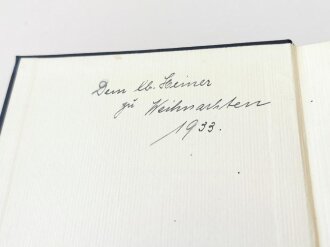 Dem lb. Heiner
zu Weihnachten
1933.